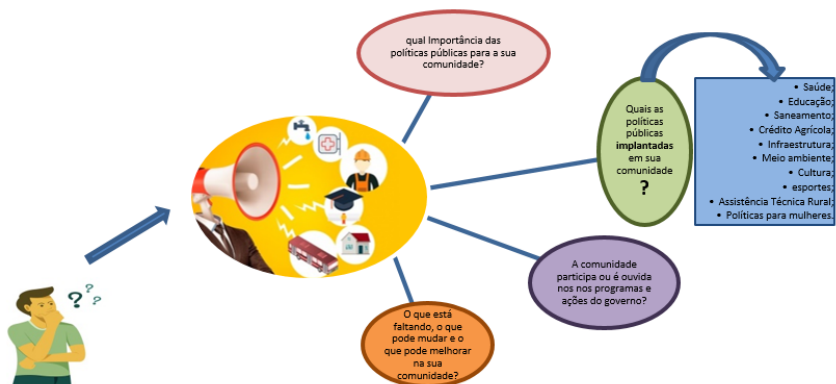 qual Importância das
políticas públicas para a sua
comunidade?
Quais as
políticas
públicas
implantadas
em sua
comunidade
?
• Saúde;
• Educação;
• Saneamento;
• Crédito Agrícola;
• Infraestrutura;
• Meio ambiente;
• Cultura;
• esportes;
• Assistência Técnica Rural;
• Políticas para mulheres.
A comunidade
participa ou é ouvida
nos nos programas e
ações do governo?
O que está
faltando, o que
pode mudar e o
que pode melhorar
na sua
comunidade?
? ? ?